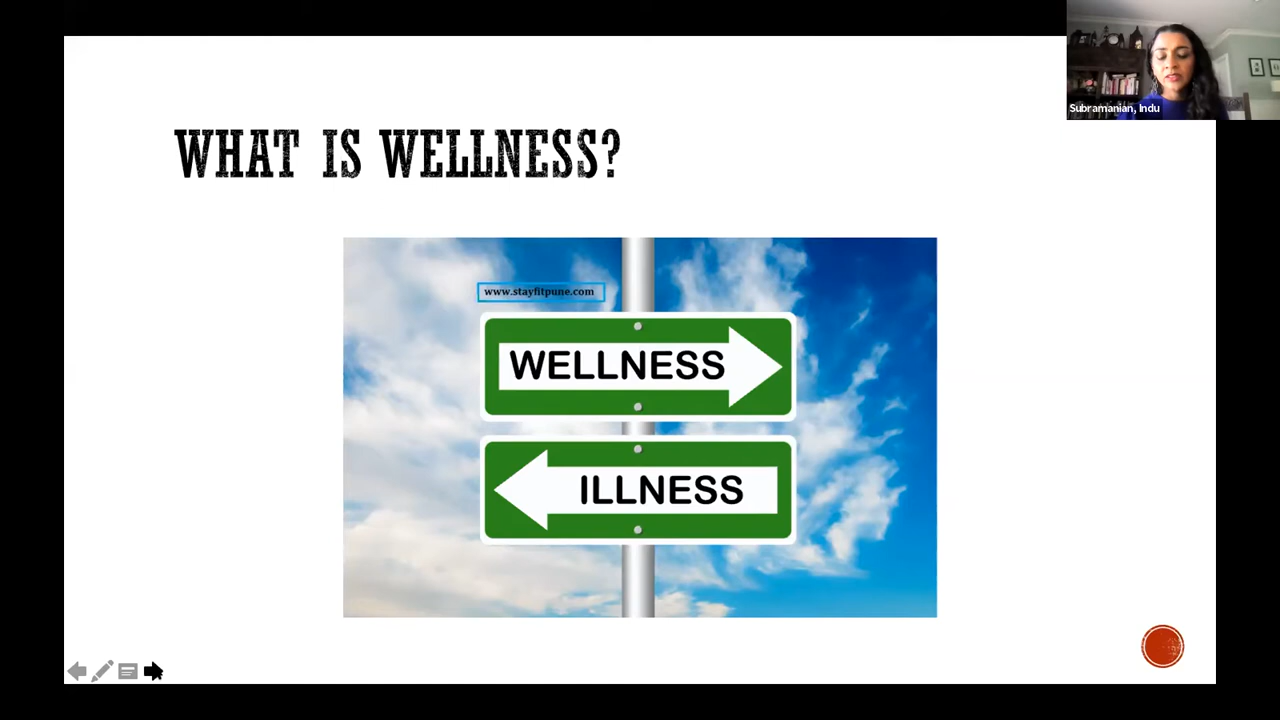 Subramanian, Indu
WHAT IS WELLNESS?
www.stayfitpune.com
WELLNESS
ILLNESS